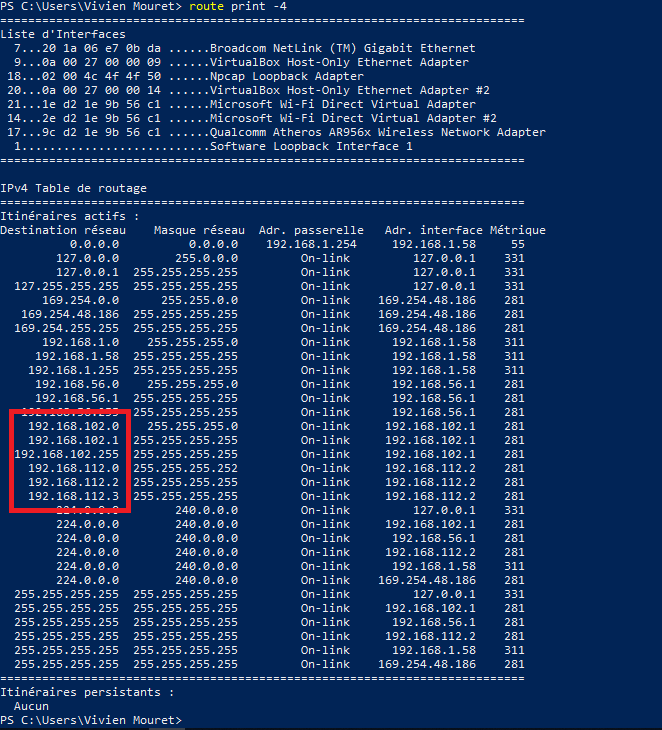 PS C:\Users\Vivien Mouret> route print -4
===========================================================================
Liste d'Interfaces
  7...20 1a 06 e7 0b da ......Broadcom NetLink (TM) Gigabit Ethernet
  9...0a 00 27 00 00 09 ......VirtualBox Host-Only Ethernet Adapter
 18...02 00 4c 4f 4f 50 ......Npcap Loopback Adapter
 20...0a 00 27 00 00 14 ......VirtualBox Host-Only Ethernet Adapter #2
 21...1e d2 1e 9b 56 c1 ......Microsoft Wi-Fi Direct Virtual Adapter
 14...2e d2 1e 9b 56 c1 ......Microsoft Wi-Fi Direct Virtual Adapter #2
 17...9c d2 1e 9b 56 c1 ......Qualcomm Atheros AR956x Wireless Network Adapter
  1...........................Software Loopback Interface 1
===========================================================================
IPv4 Table de routage
===========================================================================
Itinéraires actifs :
Destination réseau    Masque réseau  Adr. passerelle   Adr. interface Métrique
          0.0.0.0          0.0.0.0    192.168.1.254     192.168.1.58     55
        127.0.0.0        255.0.0.0         On-link         127.0.0.1    331
        127.0.0.1  255.255.255.255         On-link         127.0.0.1    331
  127.255.255.255  255.255.255.255         On-link         127.0.0.1    331
      169.254.0.0      255.255.0.0         On-link    169.254.48.186    281
   169.254.48.186  255.255.255.255         On-link    169.254.48.186    281
  169.254.255.255  255.255.255.255         On-link    169.254.48.186    281
      192.168.1.0    255.255.255.0         On-link      192.168.1.58    311
     192.168.1.58  255.255.255.255         On-link      192.168.1.58    311
    192.168.1.255  255.255.255.255         On-link      192.168.1.58    311
     192.168.56.0    255.255.255.0         On-link      192.168.56.1    281
     192.168.56.1  255.255.255.255         On-link      192.168.56.1    281
   192.168.56.255  255.255.255.255         On-link      192.168.56.1    281
    192.168.102.0    255.255.255.0         On-link     192.168.102.1    281
    192.168.102.1  255.255.255.255         On-link     192.168.102.1    281
  192.168.102.255  255.255.255.255         On-link     192.168.102.1    281
    192.168.112.0  255.255.255.252         On-link     192.168.112.2    281
    192.168.112.2  255.255.255.255         On-link     192.168.112.2    281
    192.168.112.3  255.255.255.255         On-link     192.168.112.2    281
        224.0.0.0        240.0.0.0         On-link         127.0.0.1    331
        224.0.0.0        240.0.0.0         On-link     192.168.102.1    281
        224.0.0.0        240.0.0.0         On-link      192.168.56.1    281
        224.0.0.0        240.0.0.0         On-link     192.168.112.2    281
        224.0.0.0        240.0.0.0         On-link      192.168.1.58    311
        224.0.0.0        240.0.0.0         On-link    169.254.48.186    281
  255.255.255.255  255.255.255.255         On-link         127.0.0.1    331
  255.255.255.255  255.255.255.255         On-link     192.168.102.1    281
  255.255.255.255  255.255.255.255         On-link      192.168.56.1    281
  255.255.255.255  255.255.255.255         On-link     192.168.112.2    281
  255.255.255.255  255.255.255.255         On-link      192.168.1.58    311
  255.255.255.255  255.255.255.255         On-link    169.254.48.186    281
===========================================================================
Itinéraires persistants :
  Aucun
PS C:\Users\Vivien Mouret>